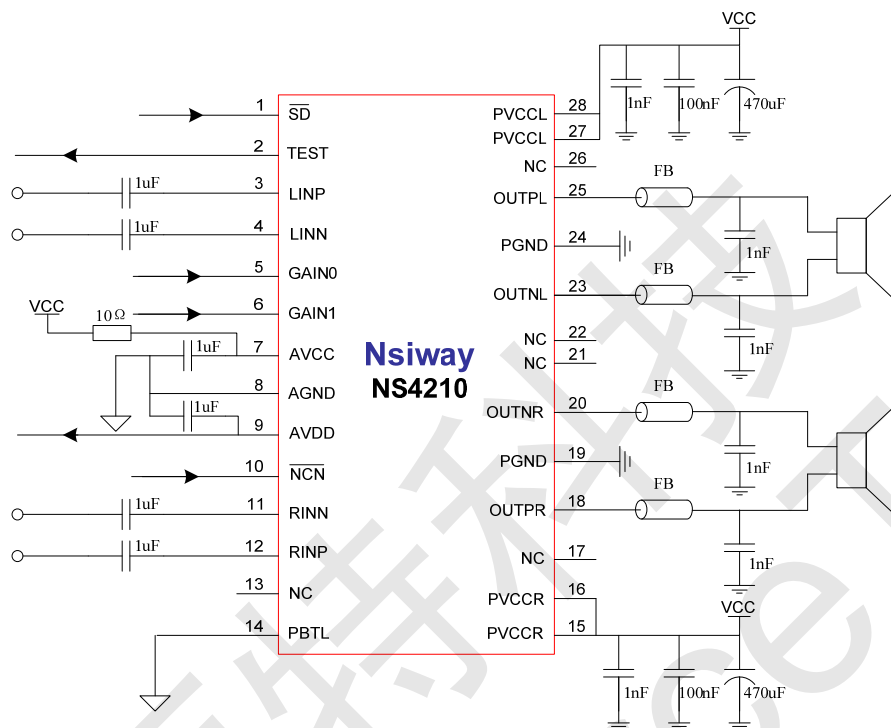 VCC
1nF 100nF 470uF
1 SD
2 TEST
1uF 3 LINP
1uF 4 LINN
5 GAIN0
6 GAIN1
VCC 10Ω
1uF 7 AVCC
8 AGND
1uF 9 AVDD
10 NCN
1uF 11 RINN
1uF 12 RINP
13 NC
14 PBTL
Nsiway
NS4210
PVCCL 28
PVCCL 27
NC 26
OUTPL 25 FB
1nF
PGND 24
OUTNL 23 FB
1nF
NC 22
NC 21
OUTNR 20 FB
1nF
PGND 19
OUTPR 18 FB
1nF
NC 17
PVCCR 16
PVCCR 15
VCC
1nF 100nF 470uF
特科技
ce T